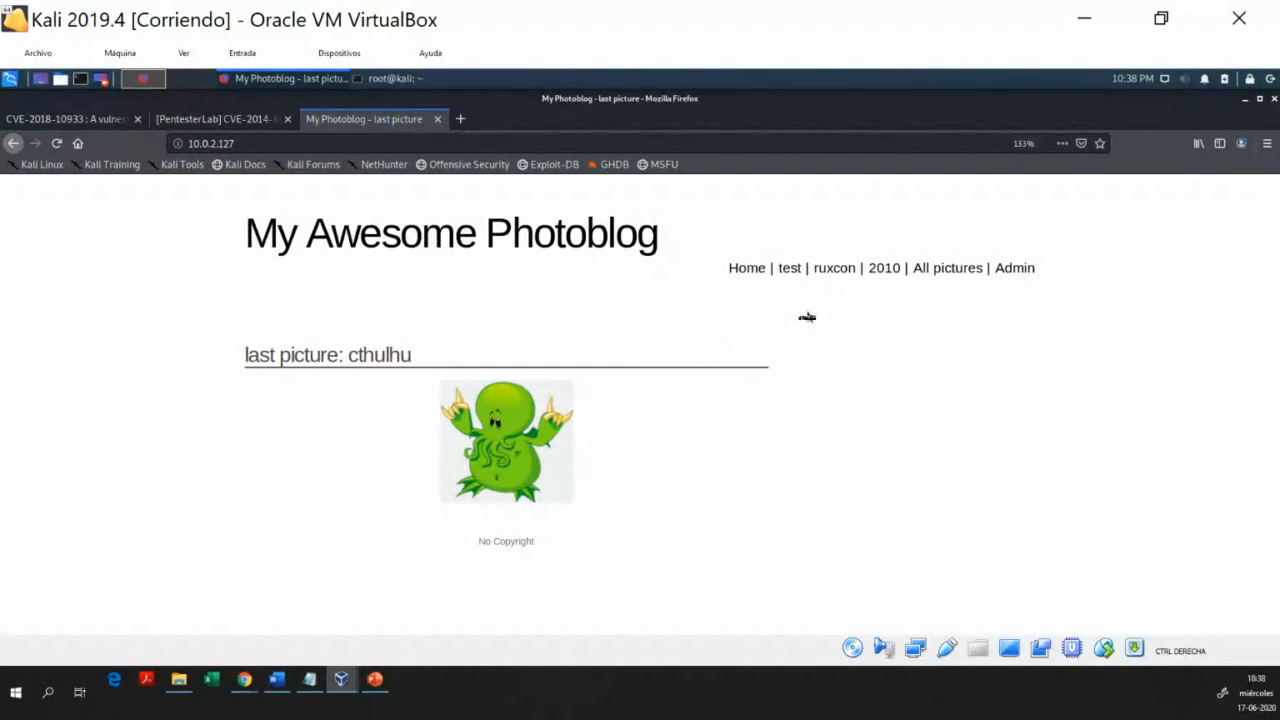 Kali 2019.4 [Corriendo] - Oracle VM VirtualBox
Archivo Máquina Ver Entrada Dispositivos Ayuda
My Photoblog - last pictu... root@kali: ~ 10:38 PM
My Photoblog - last picture - Mozilla Firefox
CVE-2018-10933 : A vulner [PentesterLab] CVE-2014- My Photoblog - last picture
10.0.2.127 133%
Kali Linux Kali Training Kali Tools Kali Docs Kali Forums NetHunter Offensive Security Exploit-DB GHDB MSFU
My Awesome Photoblog
Home | test | ruxcon | 2010 | All pictures | Admin
last picture: cthulhu
No Copyright
CTRL DERECHA
18:38
miércoles
17-06-2020